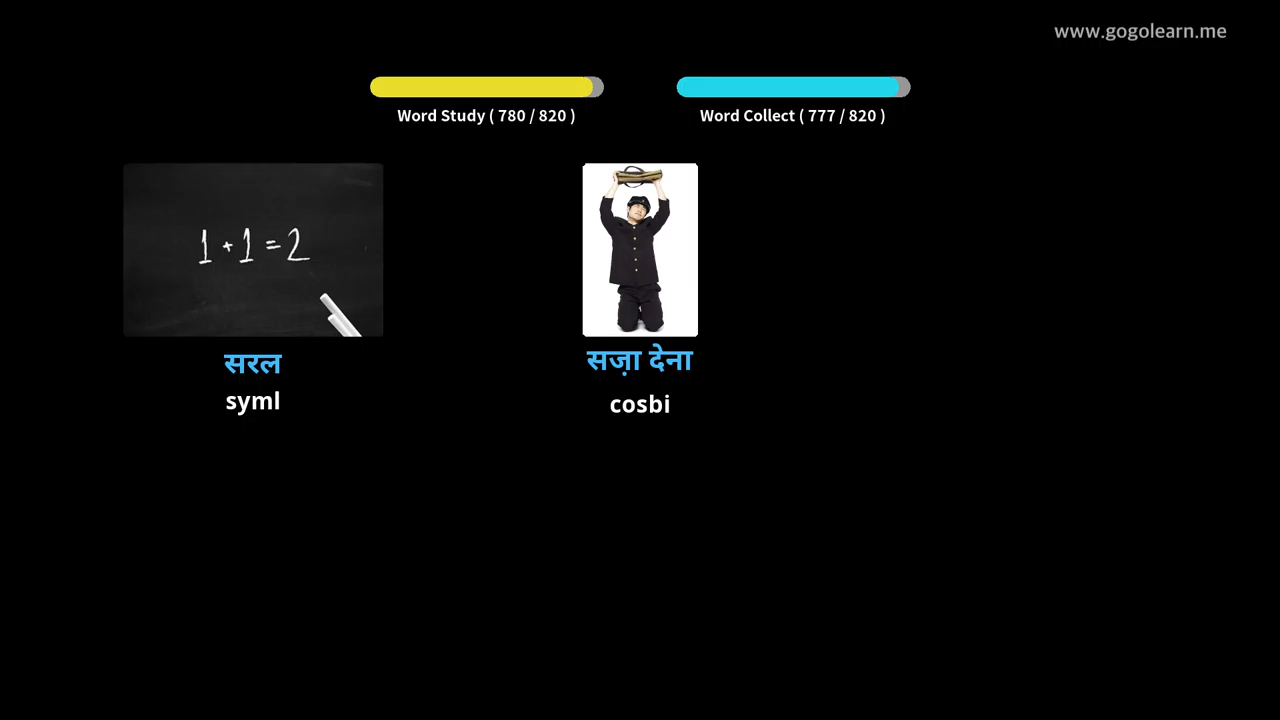 www.gogolearn.me
Word Study ( 780 / 820 )
Word Collect ( 777 / 820 )
1 + 1 = 2
सरल
syml
सज़ा देना
cosbi